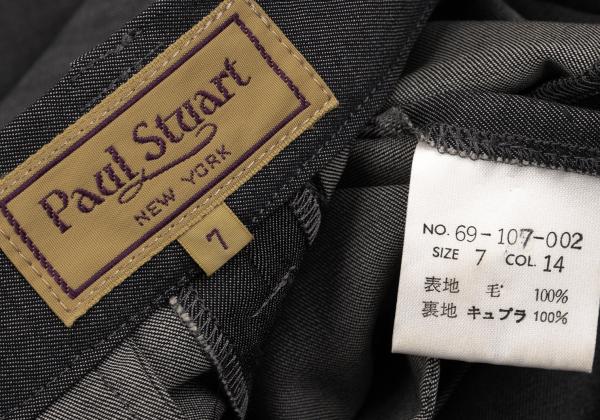 Paul Stuart
NEW YORK
7
NO. 69-107-002
SIZE 7 COL. 14
表地 毛 100%
裏地 キュプラ 100%